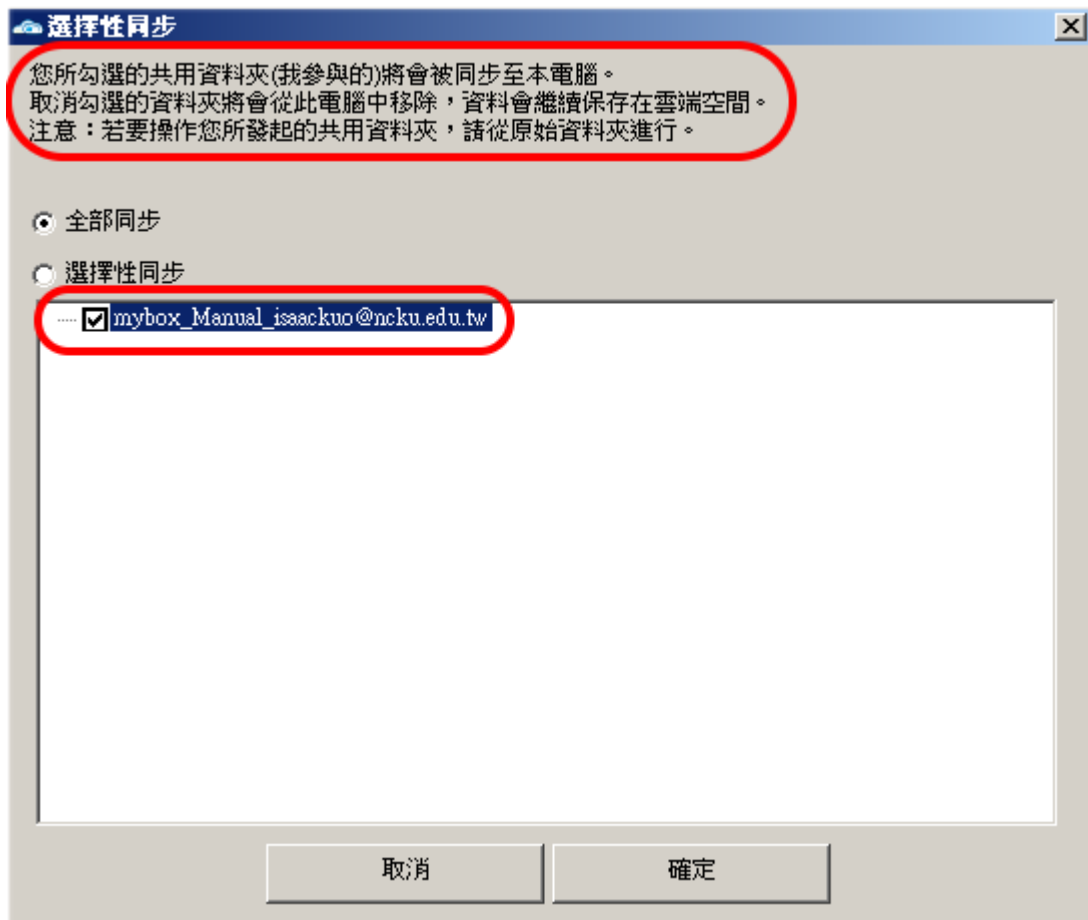 選擇性同步
您所勾選的共用資料夾(我參與的)將會被同步至本電腦。
取消勾選的資料夾將會從此電腦中移除，資料會繼續保存在雲端空間。
注意：若要操作您所發起的共用資料夾，請從原始資料夾進行。
全部同步
選擇性同步
mybox_Manual_isaackuo@ncku.edu.tw
取消 確定